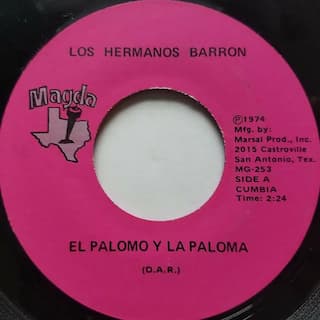 LOS HERMANOS BARRON
Magda
Ⓟ1974
Mfg. by:
Marsal Prod., Inc.
2015 Castroville
San Antonio, Tex.
MG-253
SIDE A
CUMBIA
Time: 2:24
EL PALOMO Y LA PALOMA
(D.A.R.)